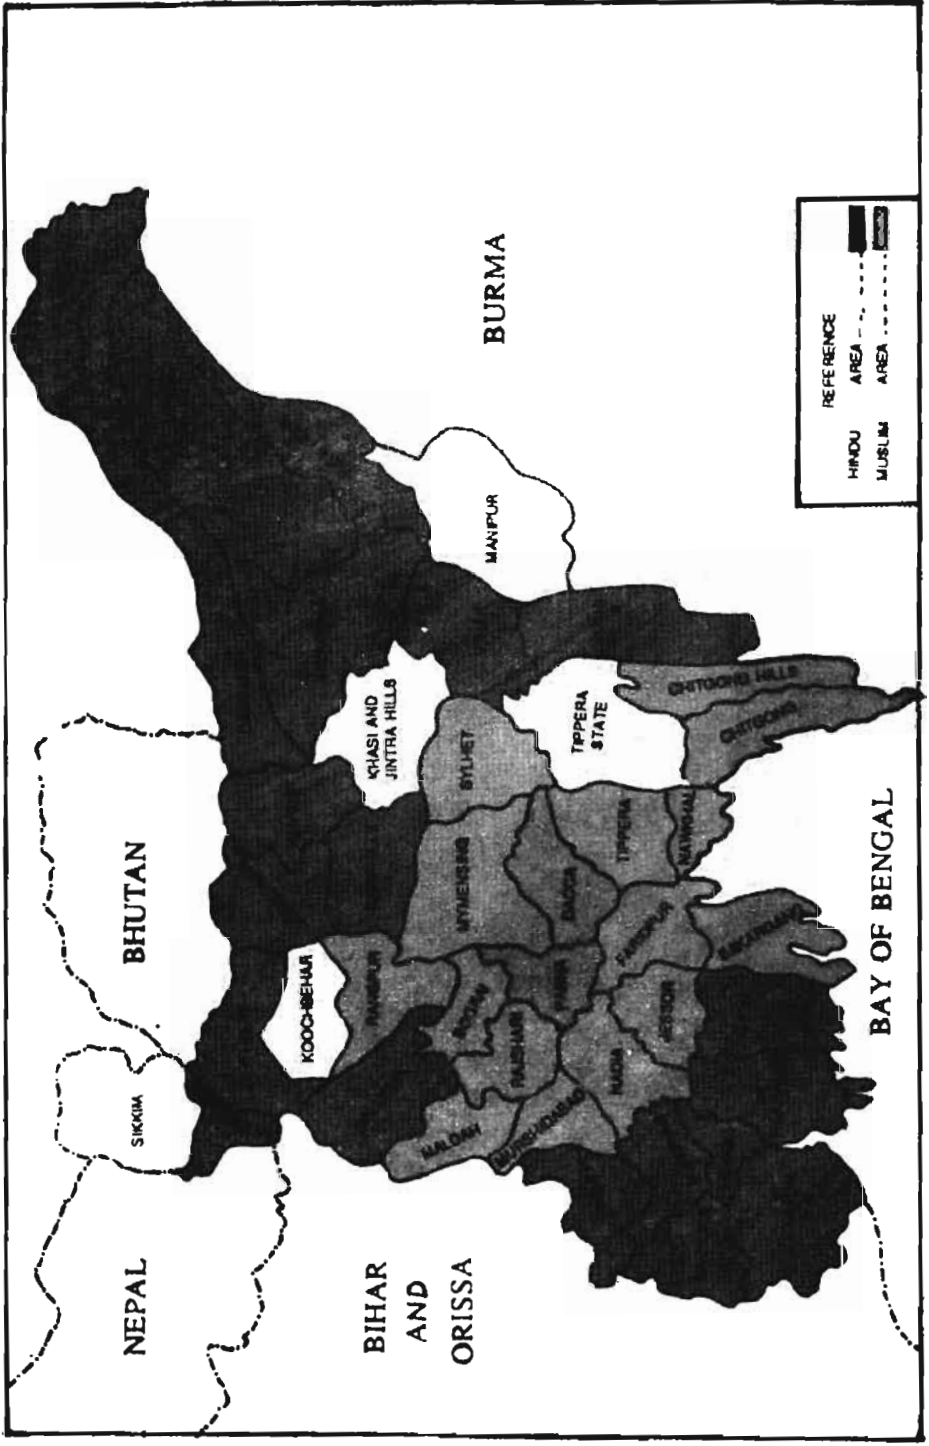 NEPAL
SIKKIM
BHUTAN
BIHAR
AND
ORISSA
KOOCHBEHAR
RANGPUR
KHASI AND
JINTRA HILLS
MALDAH
BOGRA
MYMENSING
SYLHET
MANIPUR
BURMA
MURSHIDABAD
RAJSHAHI
PABNA
DACCA
NADIA
JESSOR
FARIDPUR
TIPPERA
TIPPERA
STATE
CHITGONG HILLS
CHITGONG
BAY OF BENGAL
REFERENCE
HINDU AREA
MUSLIM AREA